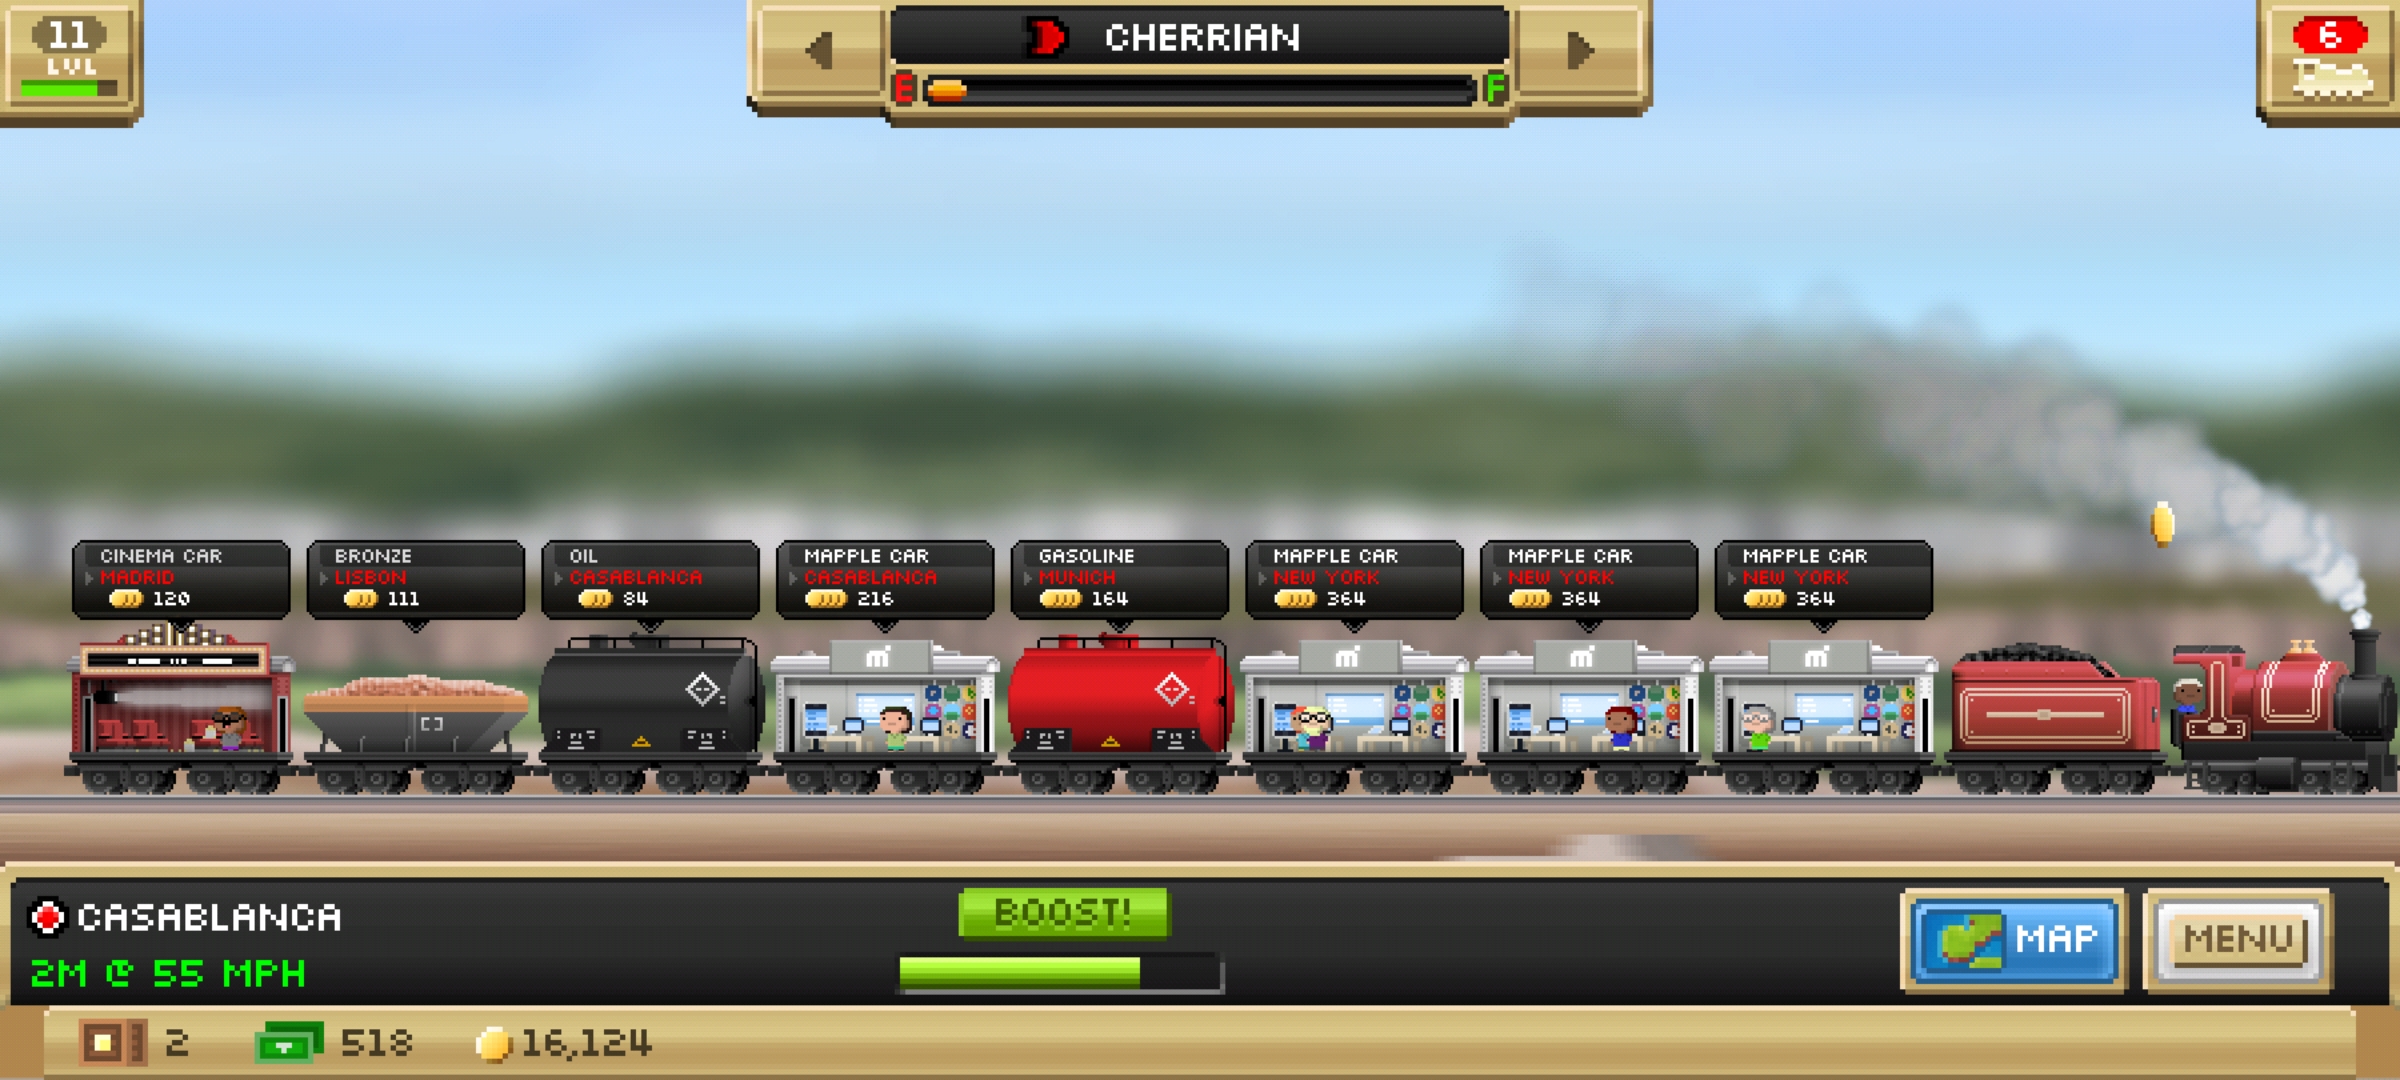 11
LVL
CHERRIAN
E F
6
CINEMA CAR
MADRID
120
BRONZE
LISBON
111
OIL
CASABLANCA
84
MAPPLE CAR
CASABLANCA
216
GASOLINE
MUNICH
164
MAPPLE CAR
NEW YORK
364
MAPPLE CAR
NEW YORK
364
MAPPLE CAR
NEW YORK
364
m
m
m
m
CASABLANCA
2M @ 55 MPH
BOOST!
MAP
MENU
2
518
16,124